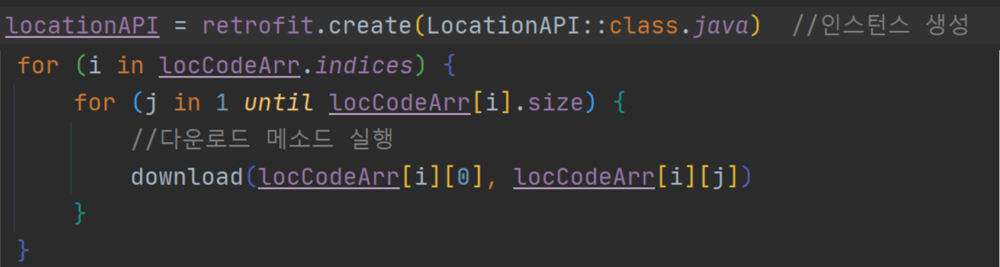 locationAPI = retrofit.create(LocationAPI::class.java)  //인스턴스 생성
for (i in locCodeArr.indices) {
    for (j in 1 until locCodeArr[i].size) {
        //다운로드 메소드 실행
        download(locCodeArr[i][0], locCodeArr[i][j])
    }
}